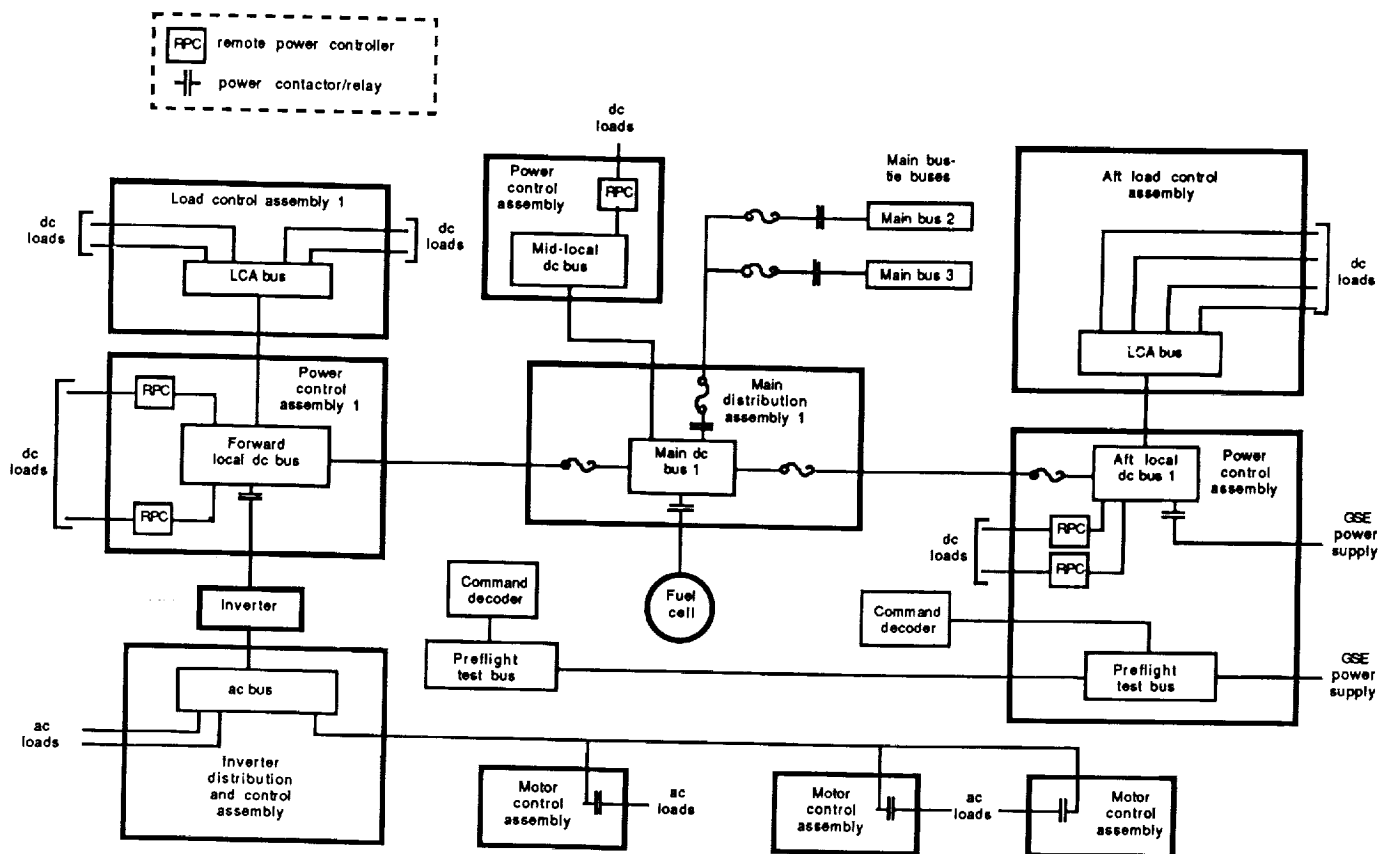 RPC remote power controller
power contactor/relay
dc
loads
Power
control
assembly
RPC
Mid-local
dc bus
Main bus-
tie buses
Main bus 2
Main bus 3
Aft load control
assembly
dc
loads
LCA bus
Load control assembly 1
dc
loads
dc
loads
LCA bus
Power
control
assembly 1
RPC
dc
loads
Forward
local dc bus
RPC
Main
distribution
assembly 1
Main dc
bus 1
Aft local
dc bus 1
Power
control
assembly
dc
loads
RPC
RPC
GSE
power
supply
Inverter
Command
decoder
Fuel
cell
Command
decoder
Preflight
test bus
Preflight
test bus
GSE
power
supply
ac bus
ac
loads
Inverter
distribution
and control
assembly
Motor
control
assembly
ac
loads
Motor
control
assembly
ac
loads
Motor
control
assembly